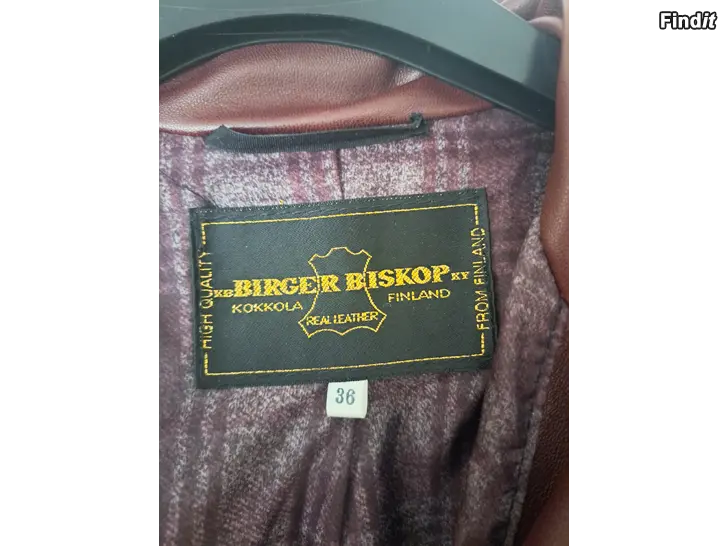 Findit
HIGH QUALITY
KB BIRGER BISKOP KY
KOKKOLA FINLAND
REAL LEATHER
FROM FINLAND
36